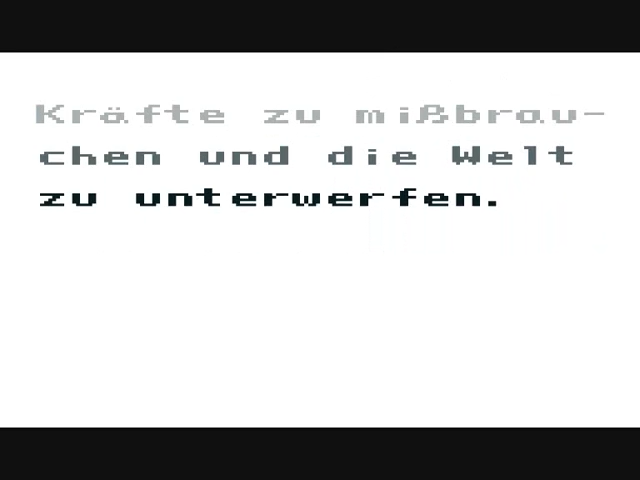 Kräfte zu mißbrau-
chen und die Welt
zu unterwerfen.